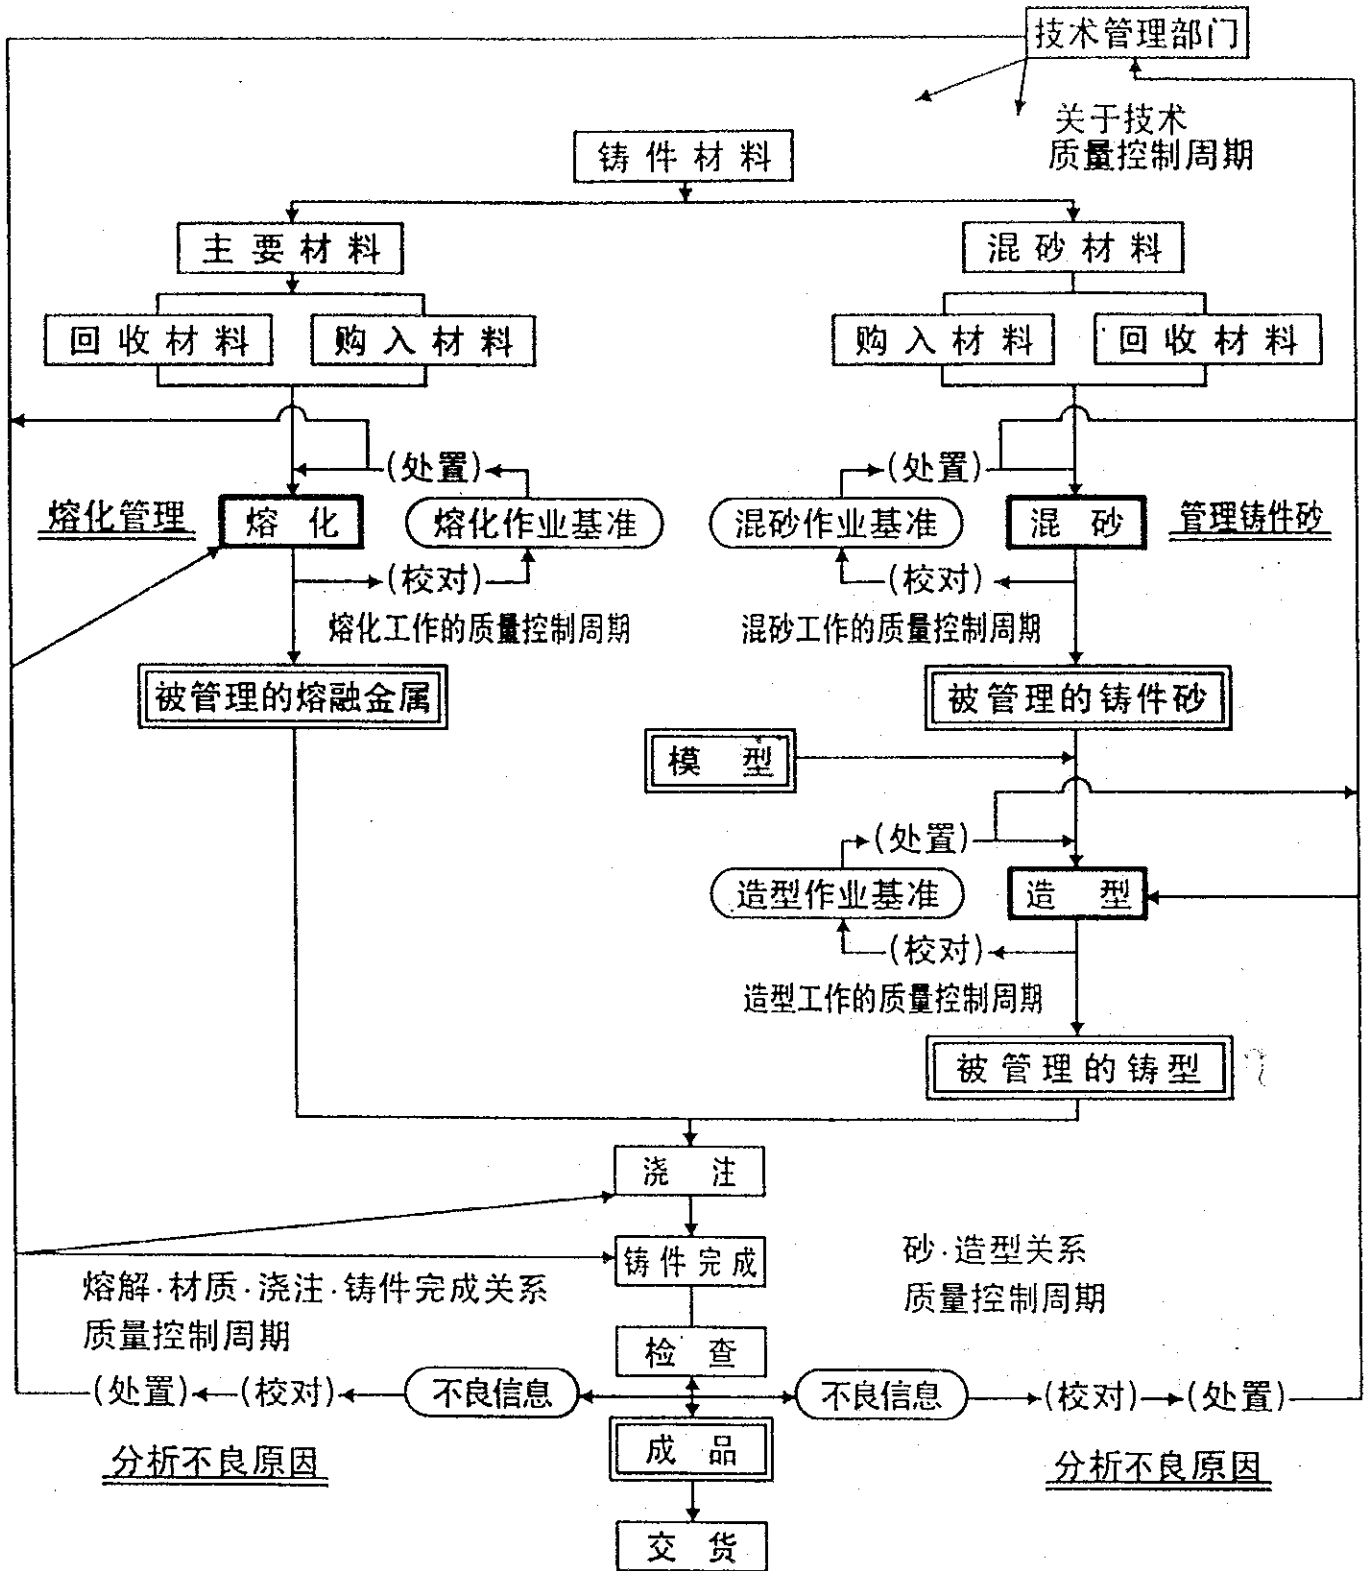 技术管理部门
关于技术
质量控制周期
铸件材料
主要材料
混砂材料
回收材料
购入材料
购入材料
回收材料
(处置)
(处置)
熔化管理
熔化
熔化作业基准
混砂作业基准
混砂
管理铸件砂
(校对)
(校对)
熔化工作的质量控制周期
混砂工作的质量控制周期
被管理的熔融金属
被管理的铸件砂
模型
(处置)
造型作业基准
造型
(校对)
造型工作的质量控制周期
被管理的铸型
浇注
铸件完成
砂·造型关系
质量控制周期
熔解·材质·浇注·铸件完成关系
质量控制周期
检查
(处置)
(校对)
不良信息
不良信息
(校对)
(处置)
成品
分析不良原因
分析不良原因
交货